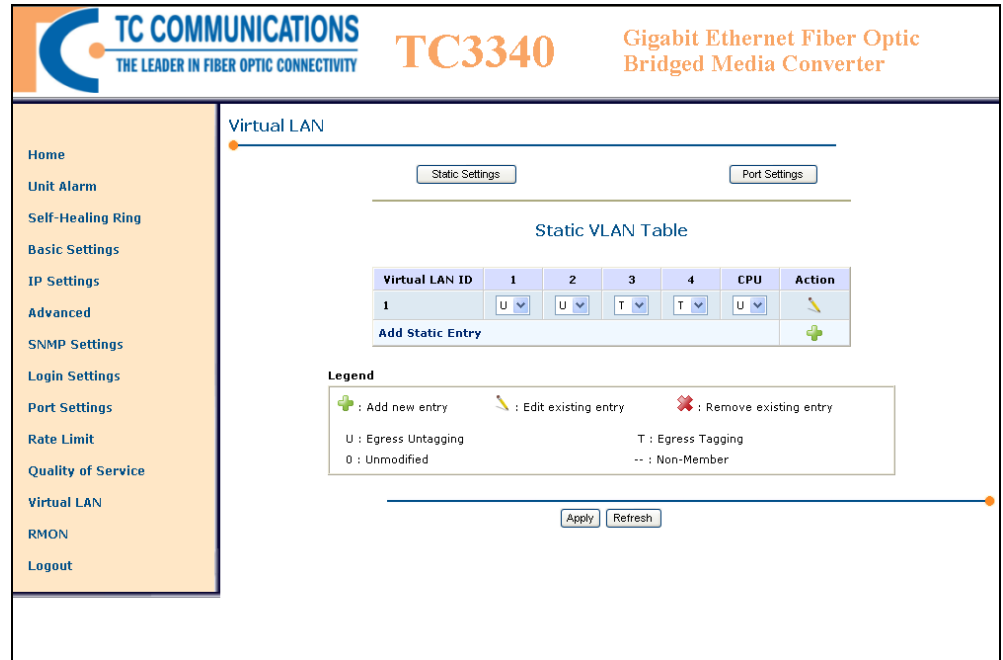 TC COMMUNICATIONS
THE LEADER IN FIBER OPTIC CONNECTIVITY
TC3340
Gigabit Ethernet Fiber Optic
Bridged Media Converter
Home
Unit Alarm
Self-Healing Ring
Basic Settings
IP Settings
Advanced
SNMP Settings
Login Settings
Port Settings
Rate Limit
Quality of Service
Virtual LAN
RMON
Logout
Virtual LAN
Static Settings Port Settings
Static VLAN Table
Virtual LAN ID 1 2 3 4 CPU Action
1 U U T T U
Add Static Entry
Legend
: Add new entry : Edit existing entry : Remove existing entry
U : Egress Untagging T : Egress Tagging
0 : Unmodified -- : Non-Member
Apply Refresh